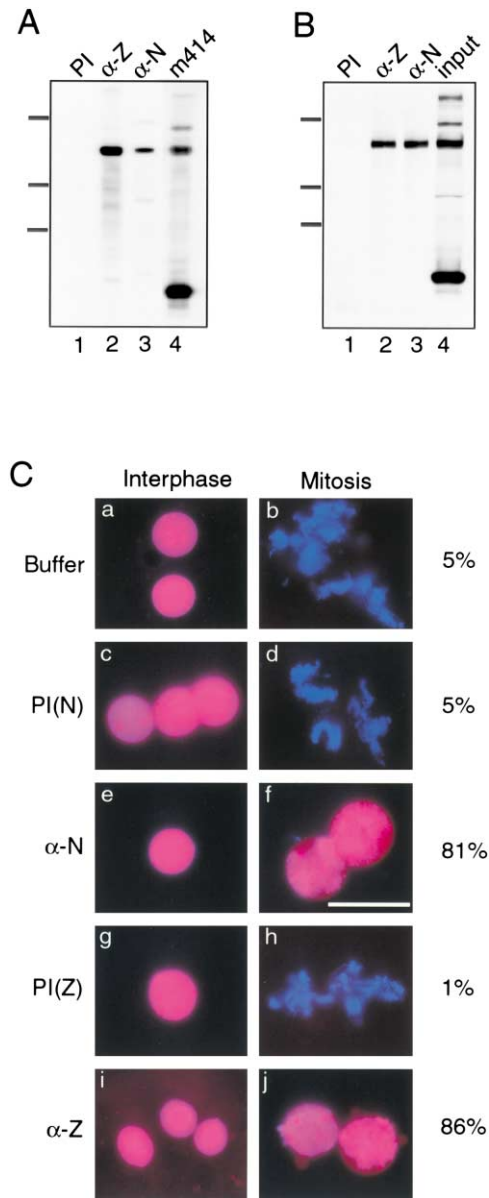 A
PI α-Z α-N m414
1 2 3 4
B
PI α-Z α-N input
1 2 3 4
C
Interphase Mitosis
Buffer a b 5%
PI(N) c d 5%
α-N e f 81%
PI(Z) g h 1%
α-Z i j 86%